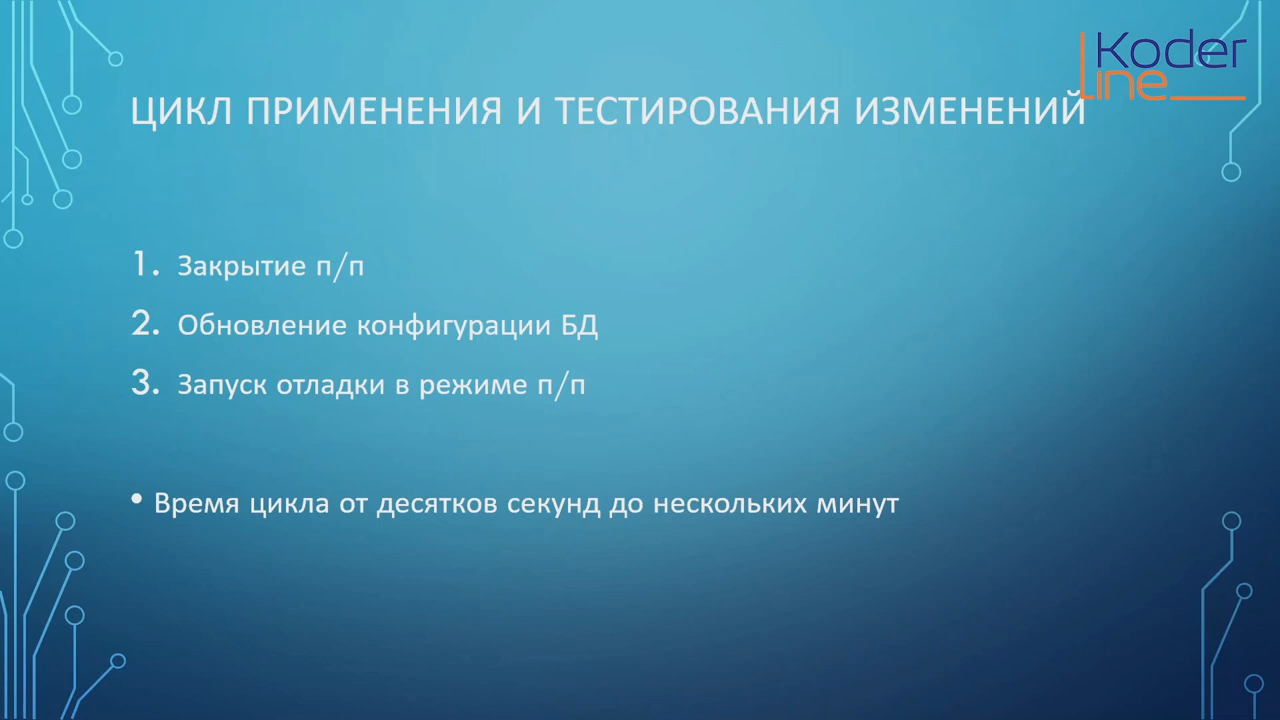 Koder
line
ЦИКЛ ПРИМЕНЕНИЯ И ТЕСТИРОВАНИЯ ИЗМЕНЕНИЙ
1. Закрытие п/п
2. Обновление конфигурации БД
3. Запуск отладки в режиме п/п
• Время цикла от десятков секунд до нескольких минут